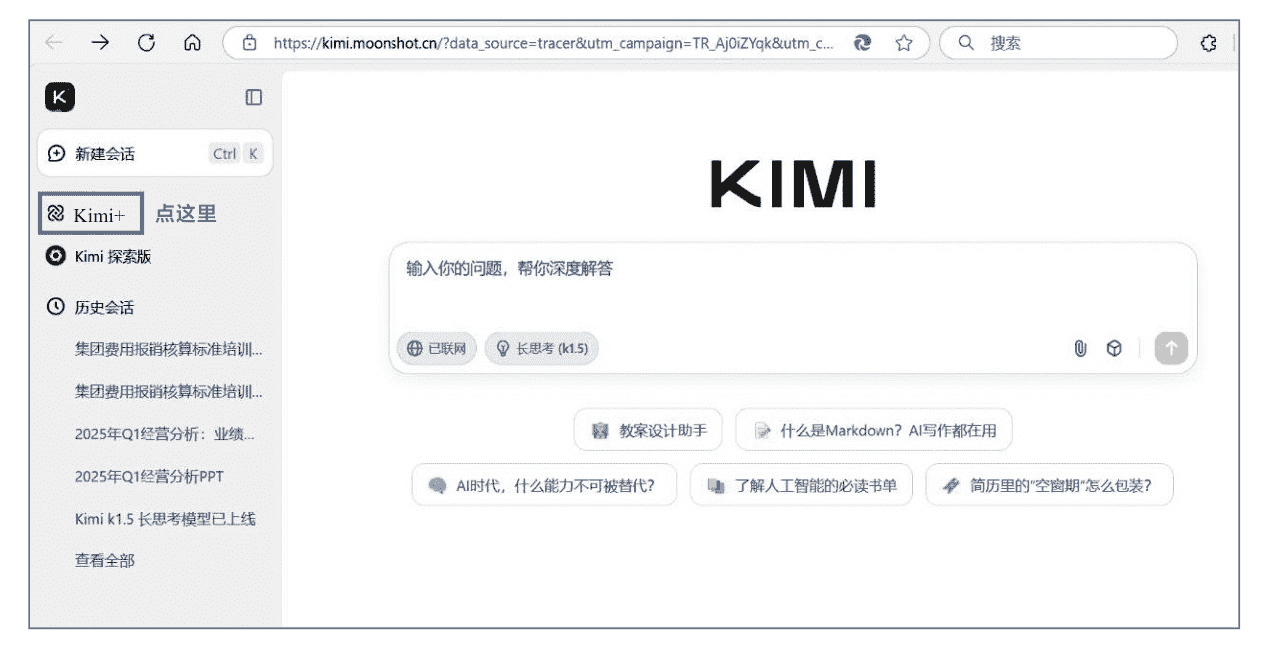 https://kimi.moonshot.cn/?data_source=tracer&utm_campaign=TR_Aj0iZYqk&utm_c...
搜索
K
新建会话 Ctrl K
Kimi+ 点这里
Kimi 探索版
历史会话
集团费用报销核算标准培训...
集团费用报销核算标准培训...
2025年Q1经营分析：业绩...
2025年Q1经营分析PPT
Kimi k1.5 长思考模型已上线
查看全部
KIMI
输入你的问题，帮你深度解答
已联网 长思考 (k1.5)
教案设计助手 什么是Markdown？AI写作都在用
AI时代，什么能力不可被替代？ 了解人工智能的必读书单 简历里的“空窗期”怎么包装？